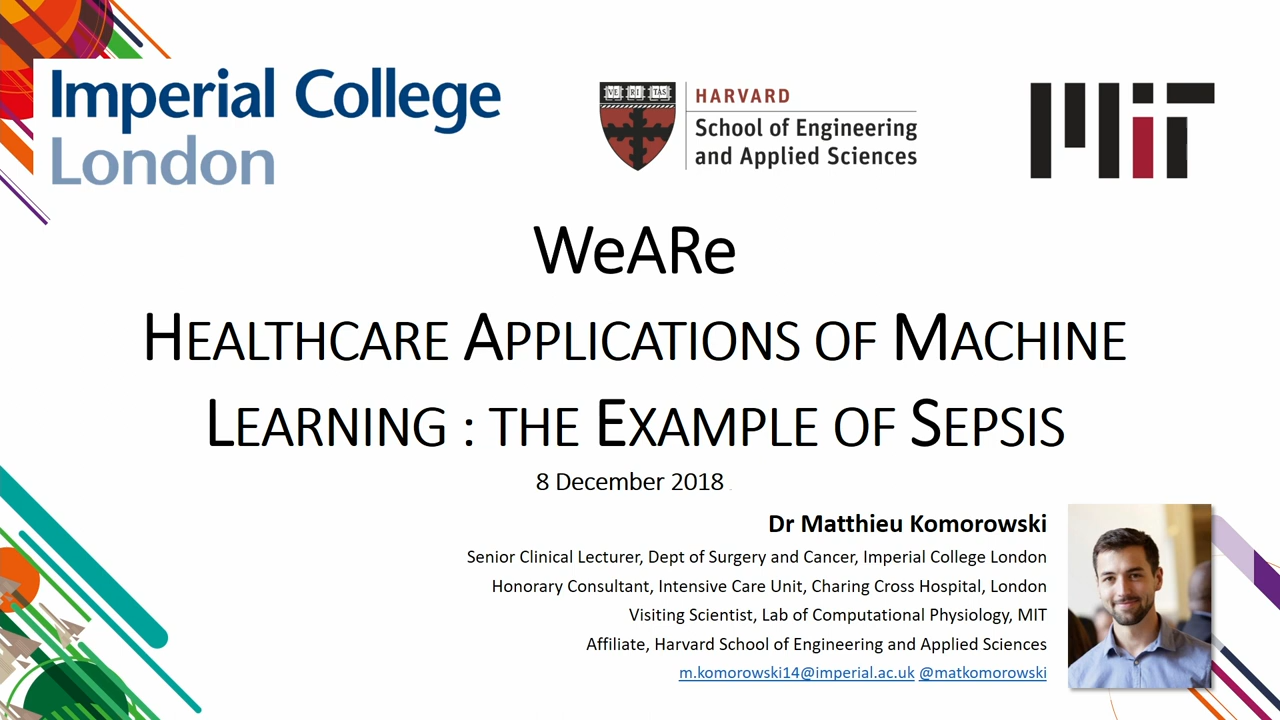 Imperial College
London
VE RI TAS
HARVARD
School of Engineering
and Applied Sciences
MIT
WeARe
HEALTHCARE APPLICATIONS OF MACHINE
LEARNING : THE EXAMPLE OF SEPSIS
8 December 2018
Dr Matthieu Komorowski
Senior Clinical Lecturer, Dept of Surgery and Cancer, Imperial College London
Honorary Consultant, Intensive Care Unit, Charing Cross Hospital, London
Visiting Scientist, Lab of Computational Physiology, MIT
Affiliate, Harvard School of Engineering and Applied Sciences
m.komorowski14@imperial.ac.uk @matkomorowski